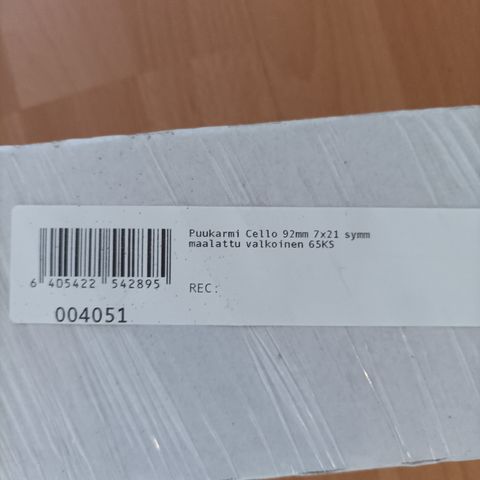 Puukarmi Cello 92mm 7x21 symm
maalattu valkoinen 65KS
6 405422 542895
REC:
004051